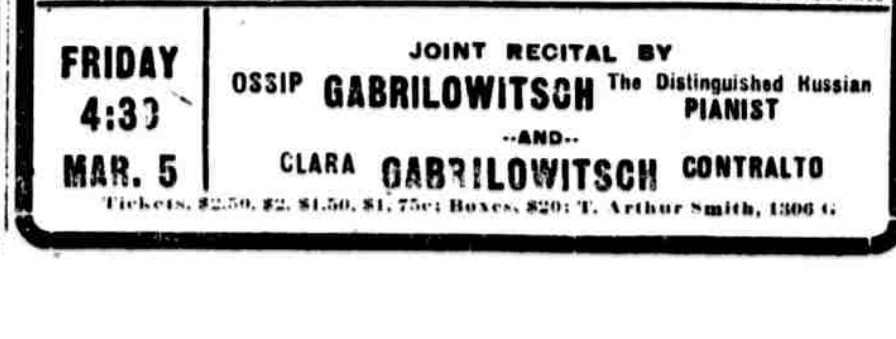 FRIDAY
4:30
MAR. 5
JOINT RECITAL BY
OSSIP GABRILOWITSCH The Distinguished Russian PIANIST
--AND--
CLARA GABRILOWITSCH CONTRALTO
Tickets, $2.50, $2, $1.50, $1, 75c; Boxes, $20; T. Arthur Smith, 1306 G